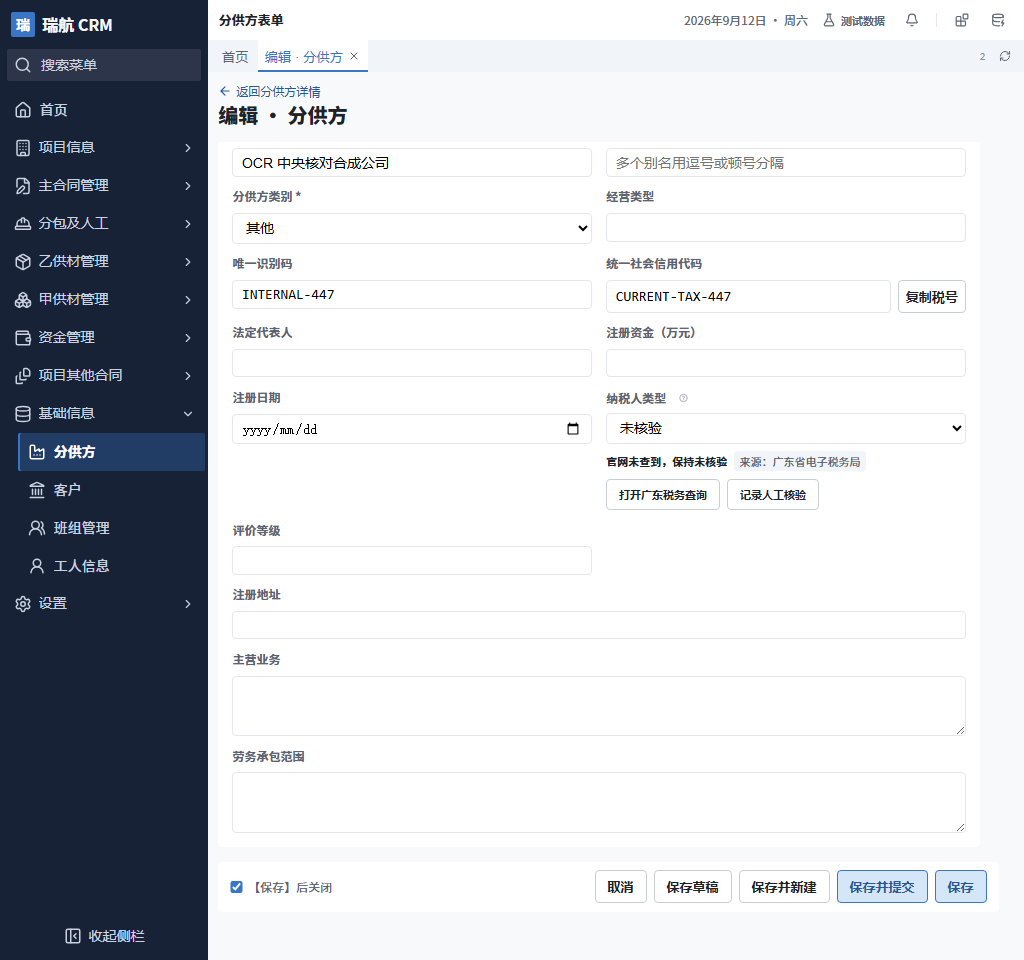 瑞 瑞航 CRM
搜索菜单
首页
项目信息
主合同管理
分包及人工
乙供材管理
甲供材管理
资金管理
项目其他合同
基础信息
分供方
客户
班组管理
工人信息
设置
收起侧栏
分供方表单
2026年9月12日 · 周六 测试数据
首页 编辑 · 分供方 2
返回分供方详情
编辑 · 分供方
OCR 中央核对合成公司 多个别名用逗号或顿号分隔
分供方类别 * 经营类型
其他
唯一识别码 统一社会信用代码
INTERNAL-447 CURRENT-TAX-447 复制税号
法定代表人 注册资金（万元）
注册日期 纳税人类型
yyyy/mm/dd 未核验
官网未查到，保持未核验 来源：广东省电子税务局
打开广东税务查询 记录人工核验
评价等级
注册地址
主营业务
劳务承包范围
【保存】后关闭 取消 保存草稿 保存并新建 保存并提交 保存